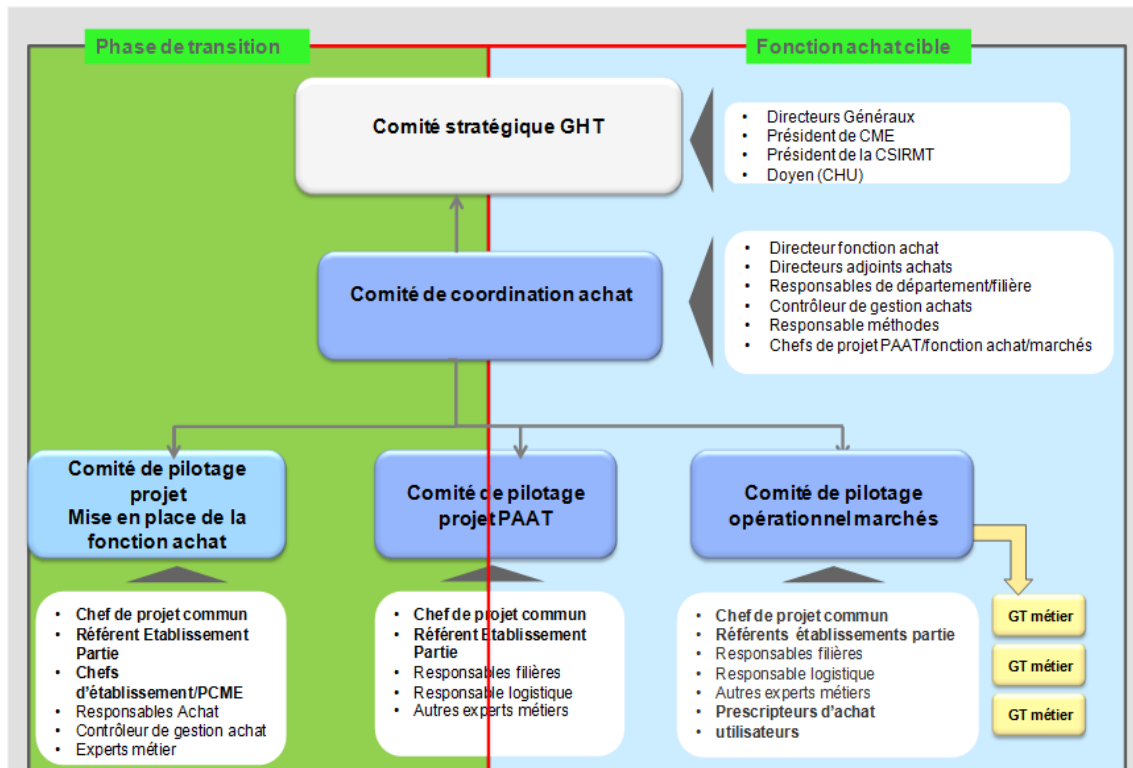 Phase de transition
Fonction achat cible
Comité stratégique GHT
• Directeurs Généraux
• Président de CME
• Président de la CSIRMT
• Doyen (CHU)
Comité de coordination achat
• Directeur fonction achat
• Directeurs adjoints achats
• Responsables de département/filière
• Contrôleur de gestion achats
• Responsable méthodes
• Chefs de projet PAAT/fonction achat/marchés
Comité de pilotage
projet
Mise en place de la
fonction achat
Comité de pilotage
projet PAAT
Comité de pilotage
opérationnel marchés
• Chef de projet commun
• Référent Etablissement
Partie
• Chefs
d'établissement/PCME
• Responsables Achat
• Contrôleur de gestion achat
• Experts métier
• Chef de projet commun
• Référent Etablissement
Partie
• Responsables filières
• Responsable logistique
• Autres experts métiers
• Chef de projet commun
• Référents établissements partie
• Responsables filières
• Responsable logistique
• Autres experts métiers
• Prescripteurs d'achat
• utilisateurs
GT métier
GT métier
GT métier